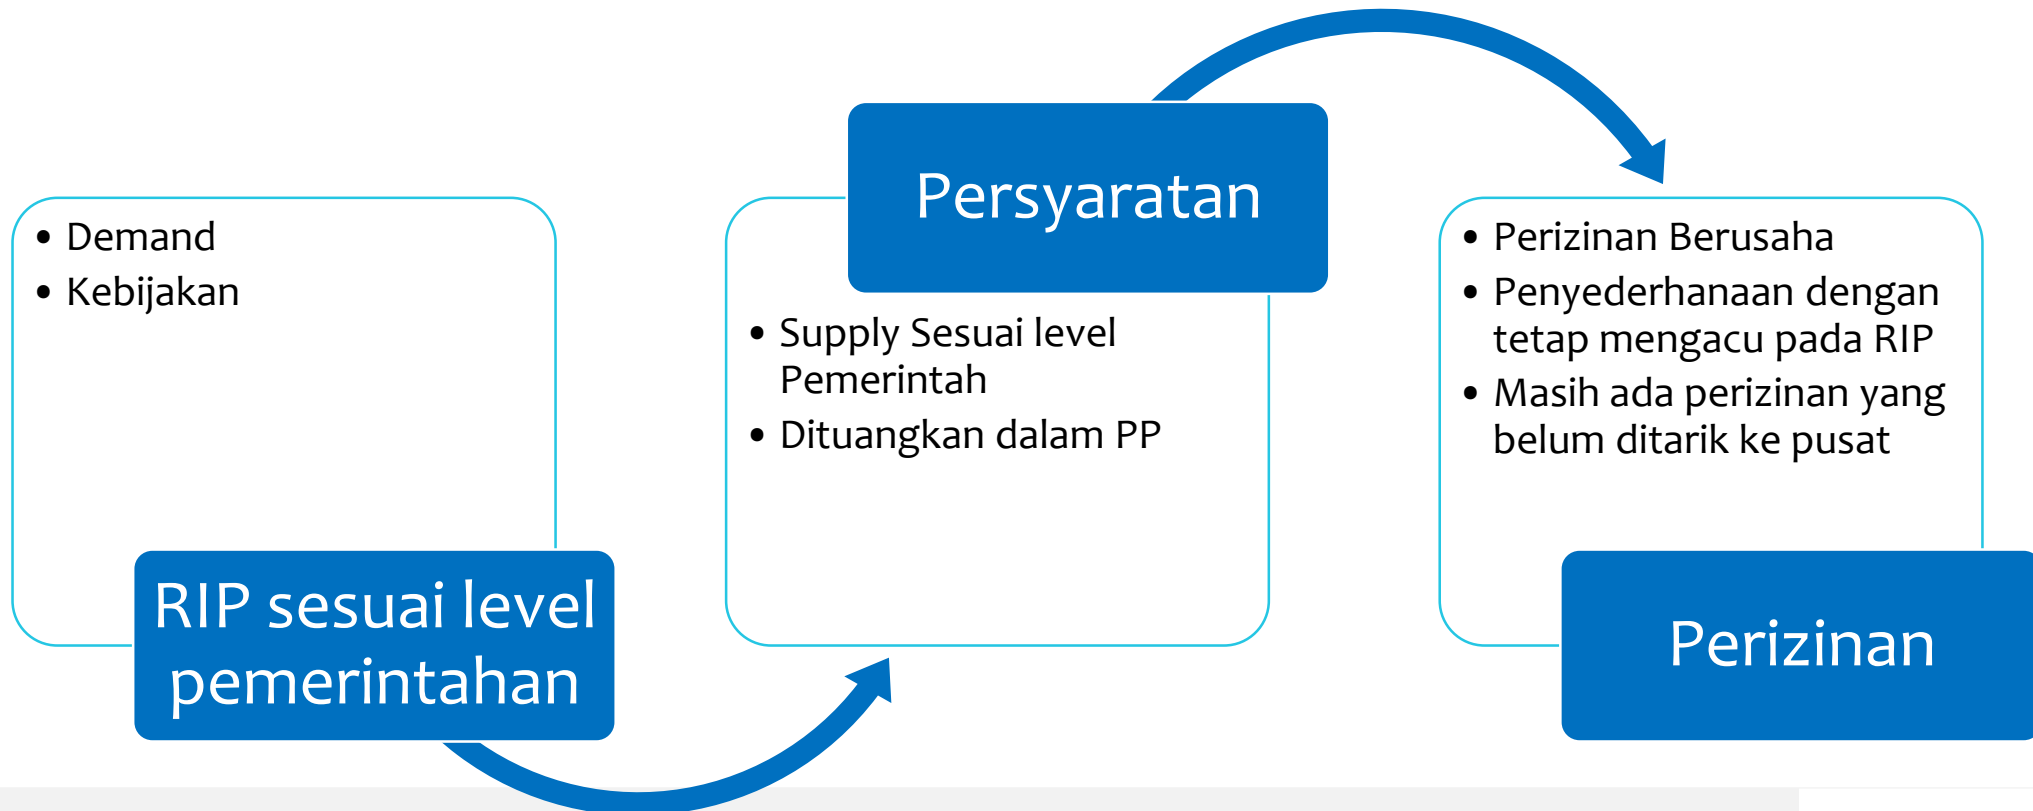 • Demand
• Kebijakan
RIP sesuai level
pemerintahan
Persyaratan
• Supply Sesuai level
Pemerintah
• Dituangkan dalam PP
• Perizinan Berusaha
• Penyederhanaan dengan
tetap mengacu pada RIP
• Masih ada perizinan yang
belum ditarik ke pusat
Perizinan